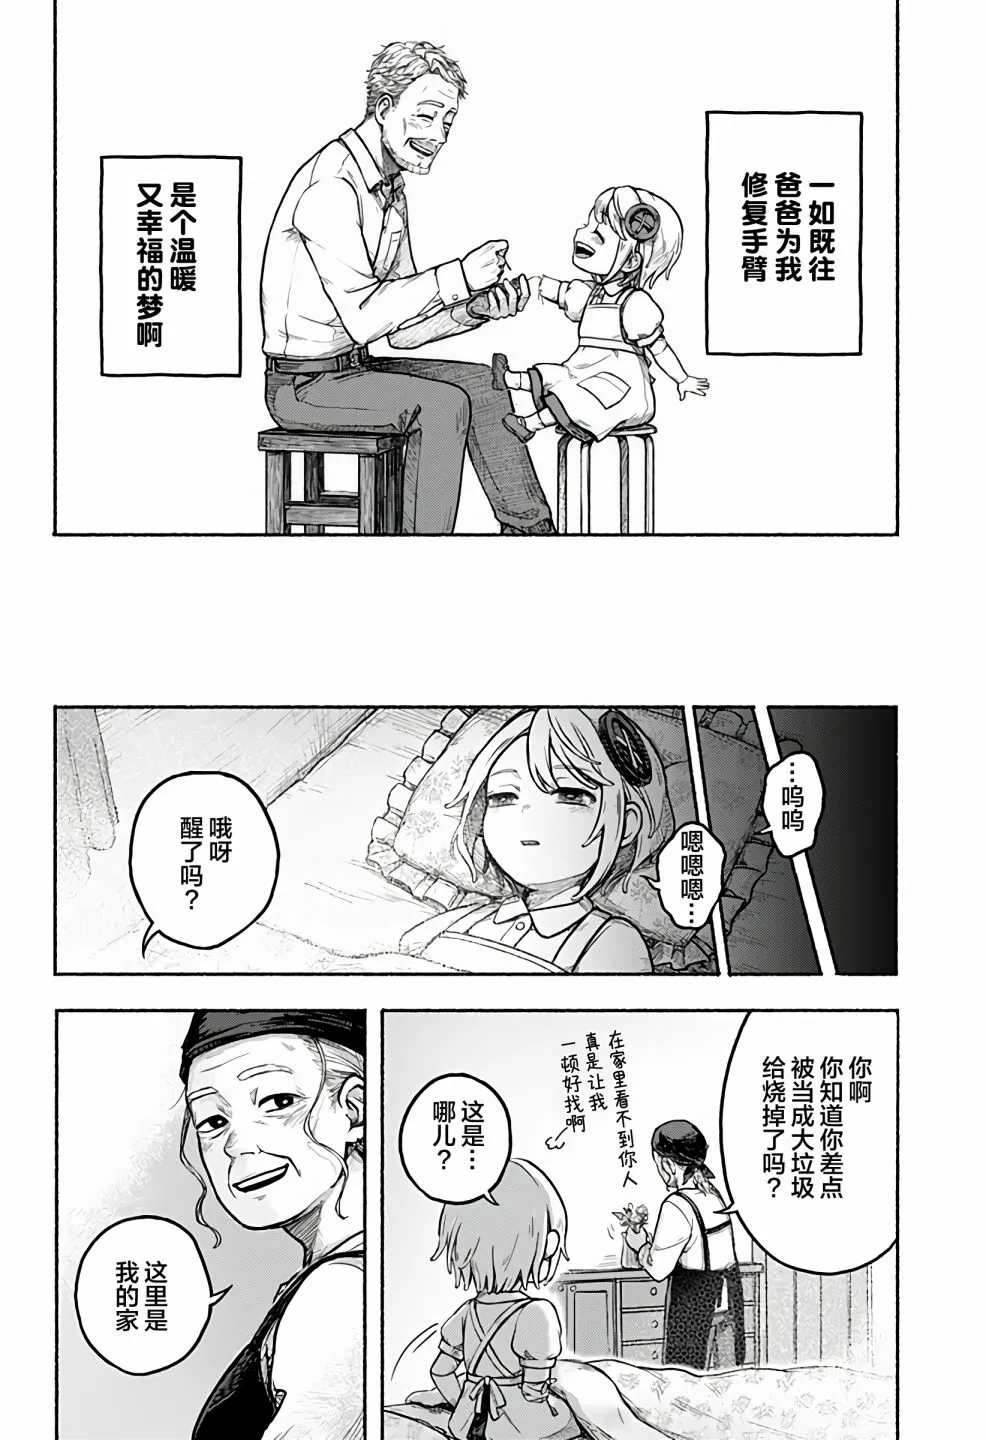 一如既往
爸爸为我
修复手臂
是个温暖
又幸福的梦啊
…呜呜
嗯嗯嗯…
哦呀
醒了吗？
你啊
你知道你差点
被当成大垃圾
给烧掉了吗？
在家里看不到你人
真是让我
一顿好找啊
这是…
哪儿？
这里是
我的家